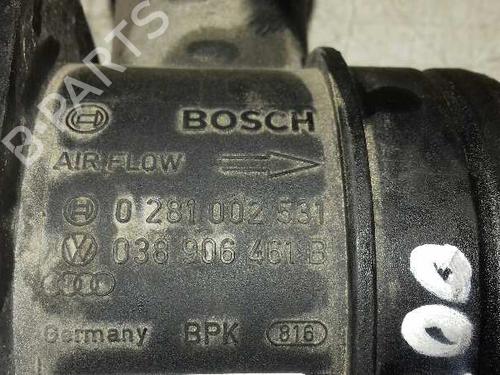 BOSCH
AIR FLOW
0 281 002 531
038 906 461 B
Germany BPK 816
B-PARTS